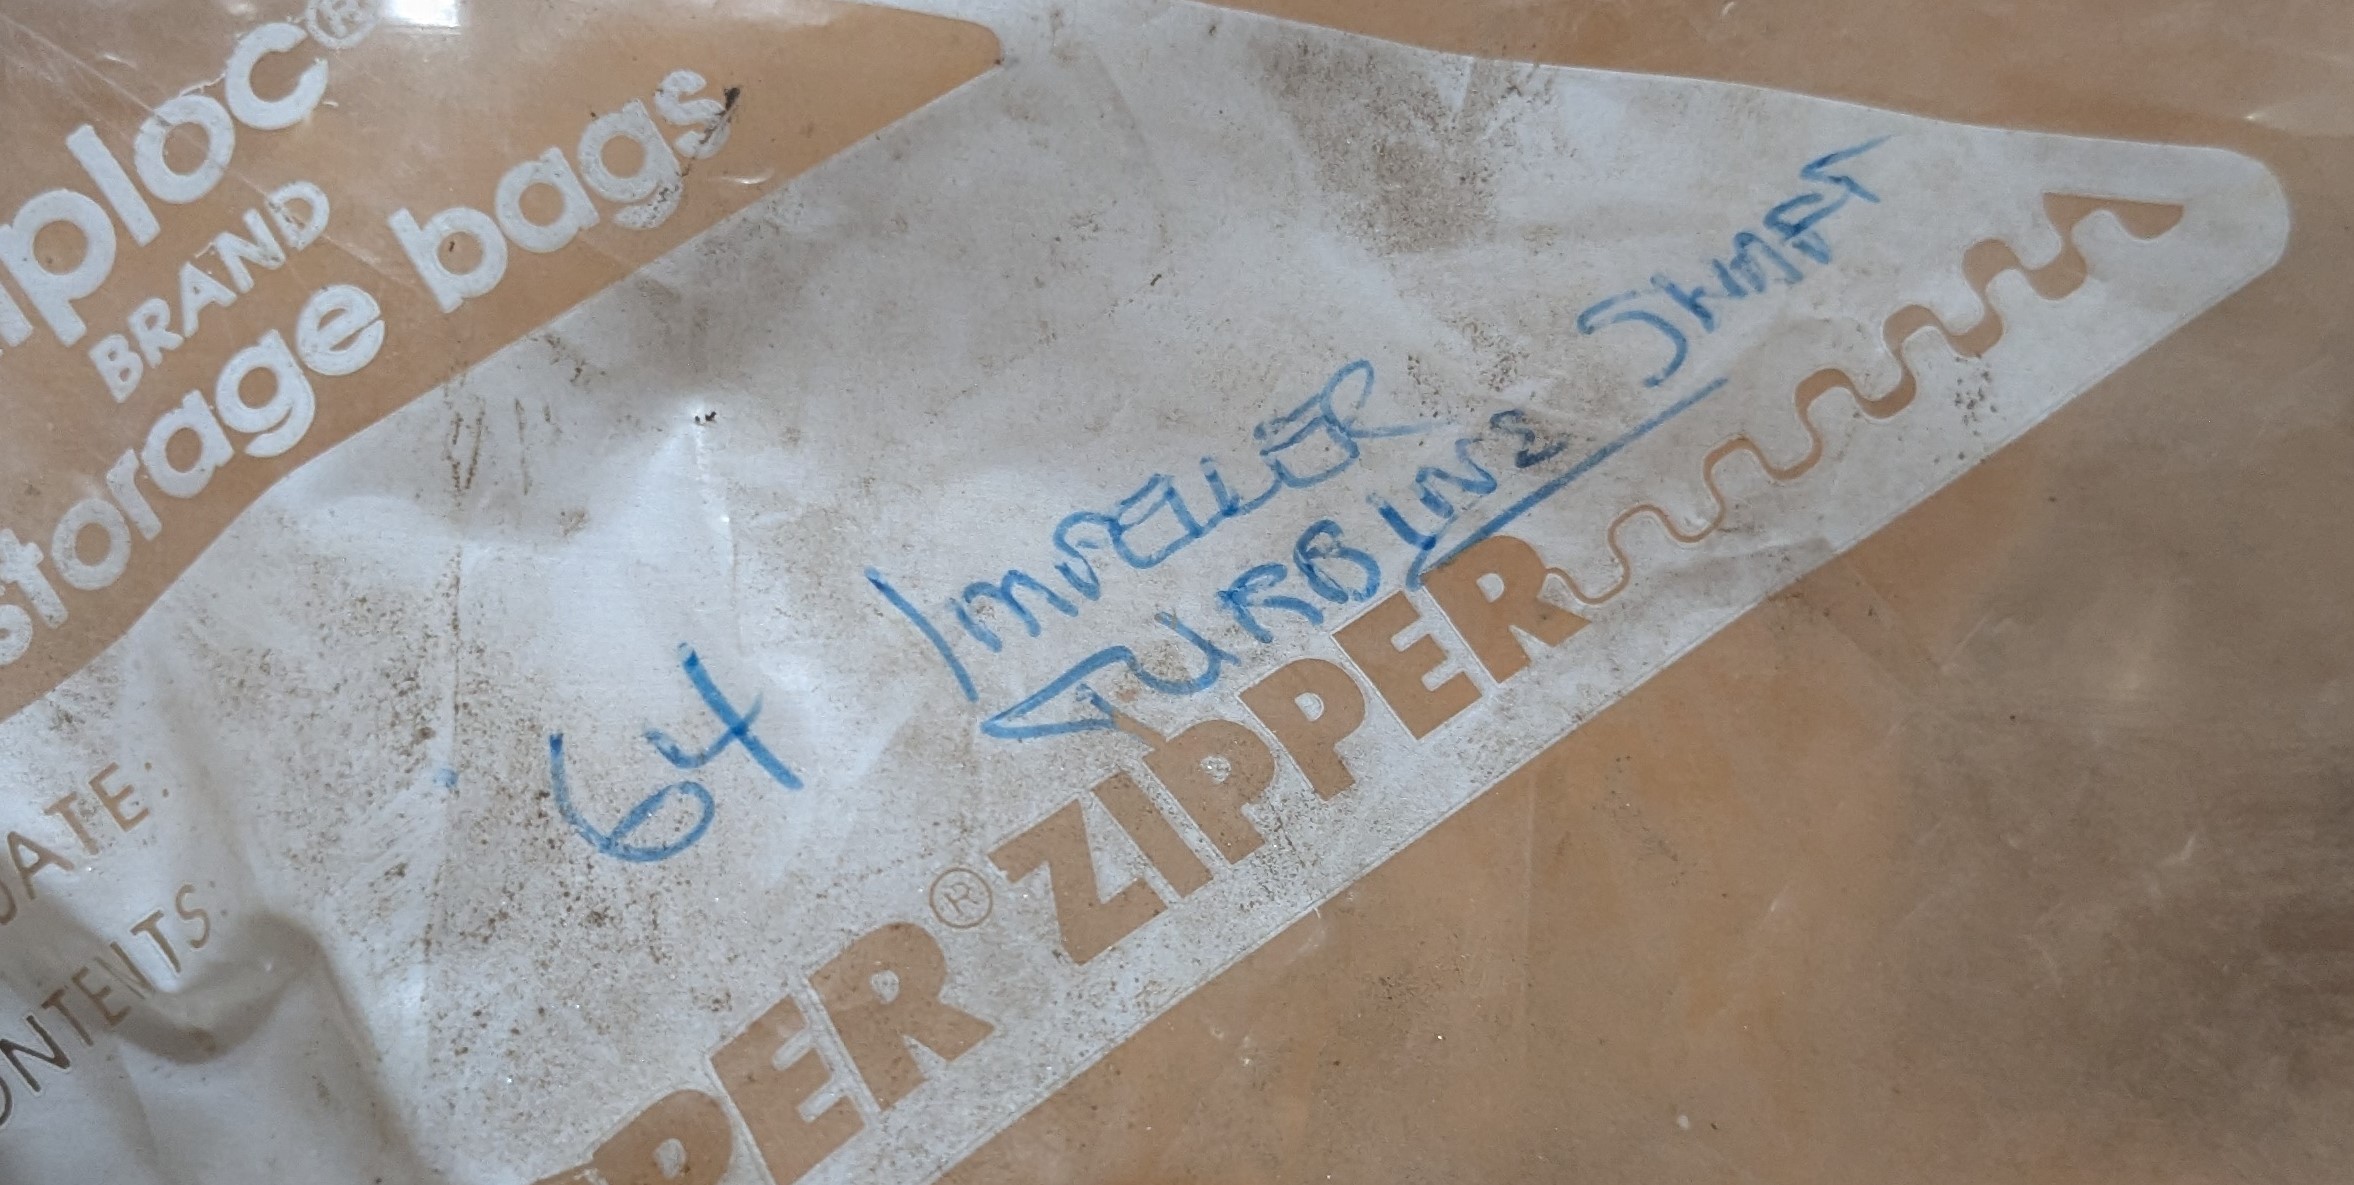 iploc®
BRAND
storage bags
64 IMPELLER
TURBINE SHAFT
DATE:
CONTENTS:
PER® ZIPPER